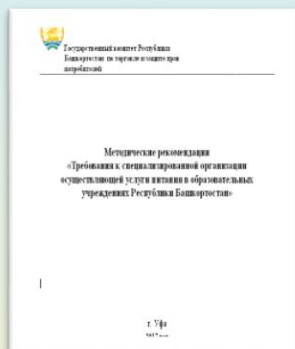 Государственный комитет Республики
Башкортостан по торговле и защите прав
потребителей
Методические рекомендации
«Требования к специализированной организации
осуществляющей услуги питания в образовательных
учреждениях Республики Башкортостан»
г. Уфа